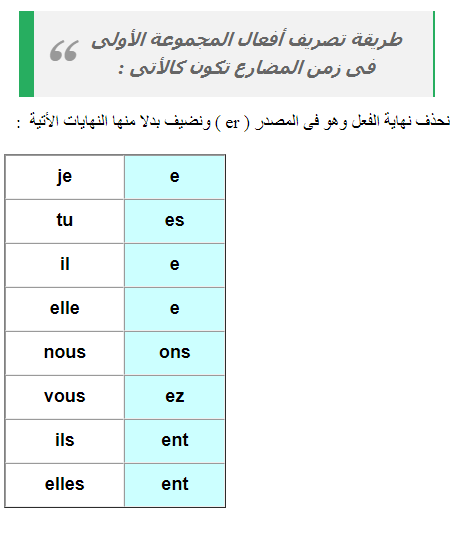 طريقة تصريف أفعال المجموعة الأولى
فى زمن المضارع تكون كالأتى :
نحذف نهاية الفعل وهو فى المصدر ( er ) ونضيف بدلا منها النهايات الأتية :
je e
tu es
il e
elle e
nous ons
vous ez
ils ent
elles ent